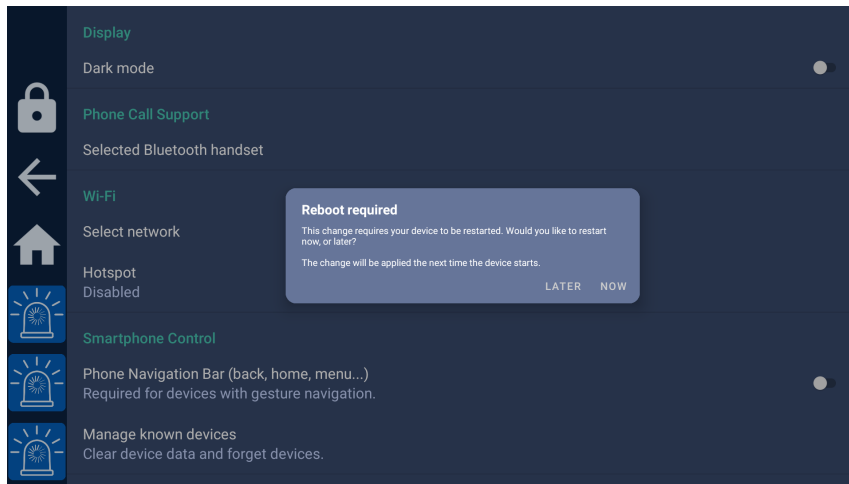 Display
Dark mode
Phone Call Support
Selected Bluetooth handset
Wi-Fi
Select network
Hotspot
Disabled
Reboot required
This change requires your device to be restarted. Would you like to restart
now, or later?
The change will be applied the next time the device starts.
LATER NOW
Smartphone Control
Phone Navigation Bar (back, home, menu...)
Required for devices with gesture navigation.
Manage known devices
Clear device data and forget devices.